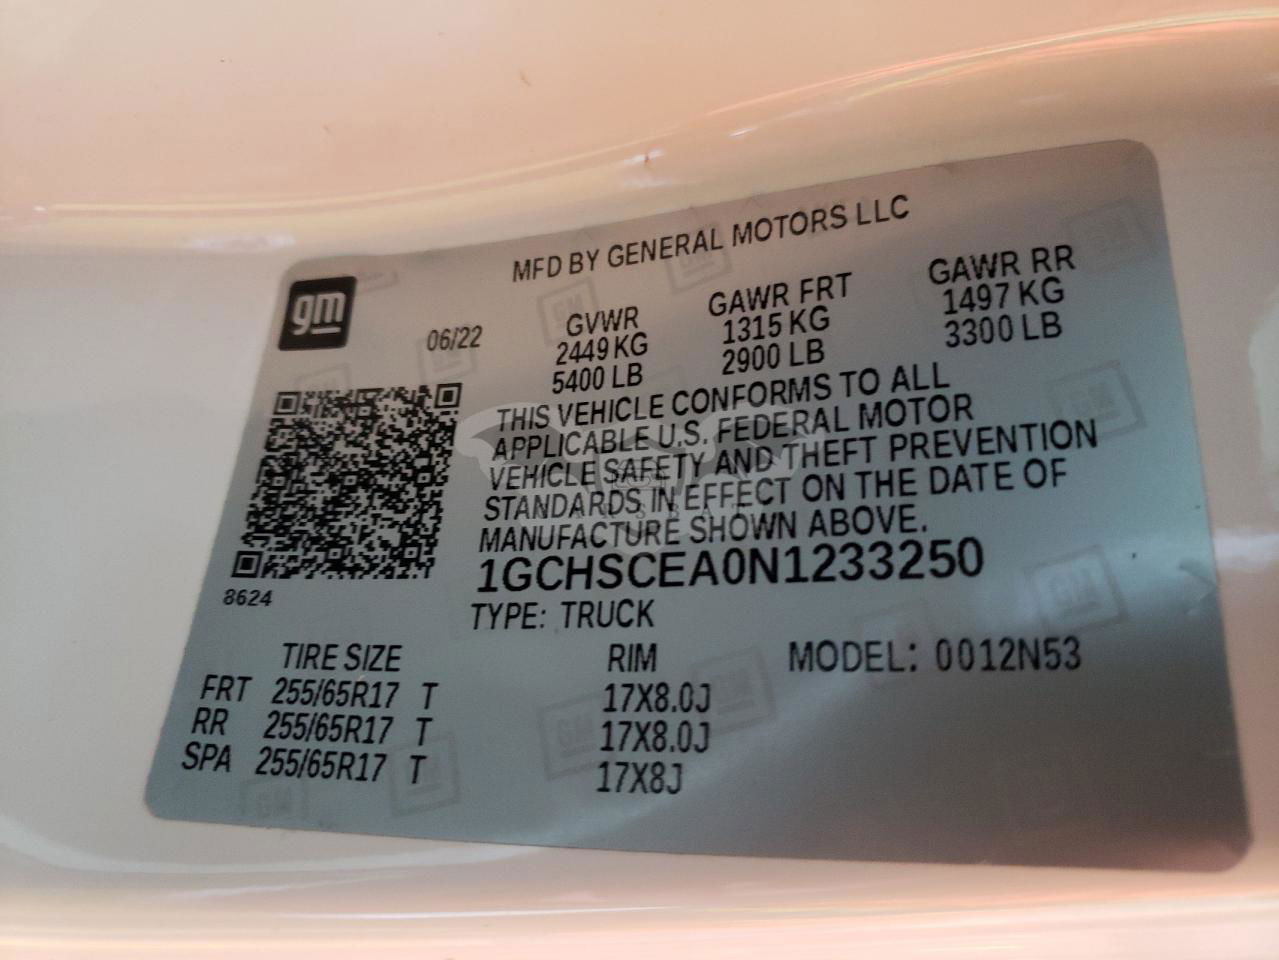 MFD BY GENERAL MOTORS LLC
gm
06/22
GVWR
2449 KG
5400 LB
GAWR FRT
1315 KG
2900 LB
GAWR RR
1497 KG
3300 LB
THIS VEHICLE CONFORMS TO ALL
APPLICABLE U.S. FEDERAL MOTOR
VEHICLE SAFETY AND THEFT PREVENTION
STANDARDS IN EFFECT ON THE DATE OF
MANUFACTURE SHOWN ABOVE.
1GCHSCEA0N1233250
8624
TYPE: TRUCK
TIRE SIZE RIM MODEL: 0012N53
FRT 255/65R17 T 17X8.0J
RR 255/65R17 T 17X8.0J
SPA 255/65R17 T 17X8J